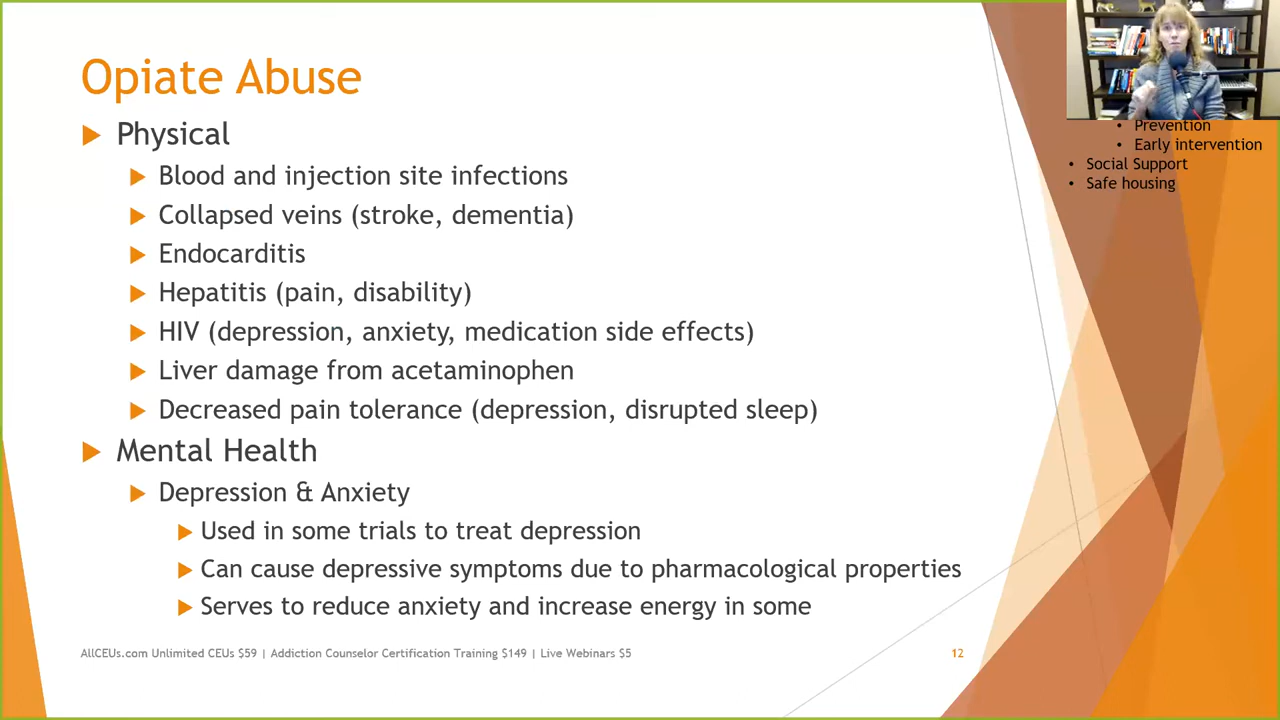 Opiate Abuse
Physical
Blood and injection site infections
Collapsed veins (stroke, dementia)
Endocarditis
Hepatitis (pain, disability)
HIV (depression, anxiety, medication side effects)
Liver damage from acetaminophen
Decreased pain tolerance (depression, disrupted sleep)
Mental Health
Depression & Anxiety
Used in some trials to treat depression
Can cause depressive symptoms due to pharmacological properties
Serves to reduce anxiety and increase energy in some
AllCEUs.com Unlimited CEUs $59 | Addiction Counselor Certification Training $149 | Live Webinars $5
12
• Prevention
• Early intervention
• Social Support
• Safe housing